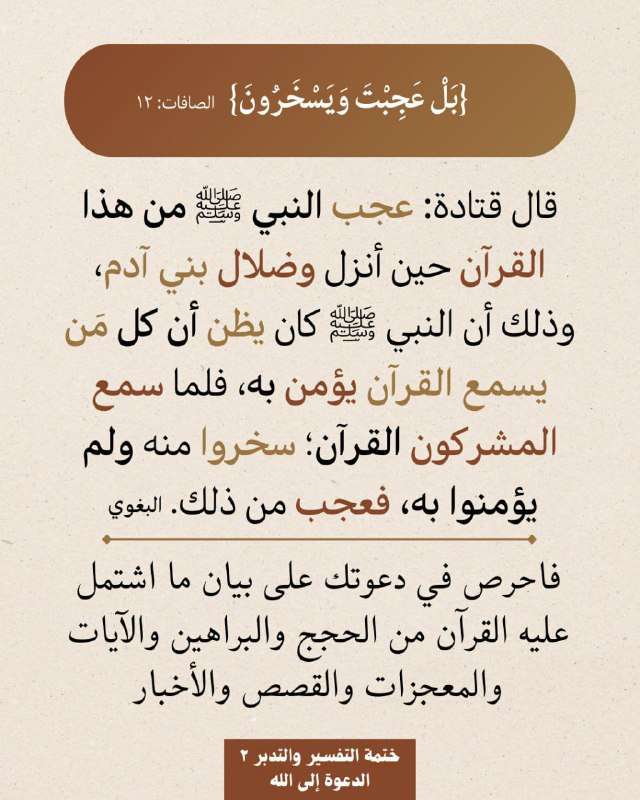 {بَلْ عَجِبْتَ وَيَسْخَرُونَ} الصافات: ١٢
قال قتادة: عجب النبي ﷺ من هذا
القرآن حين أنزل وضلال بني آدم،
وذلك أن النبي ﷺ كان يظن أن كل مَن
يسمع القرآن يؤمن به، فلما سمع
المشركون القرآن؛ سخروا منه ولم
يؤمنوا به، فعجب من ذلك. البغوي
فاحرص في دعوتك على بيان ما اشتمل
عليه القرآن من الحجج والبراهين والآيات
والمعجزات والقصص والأخبار
ختمة التفسير والتدبر ٢
الدعوة إلى الله